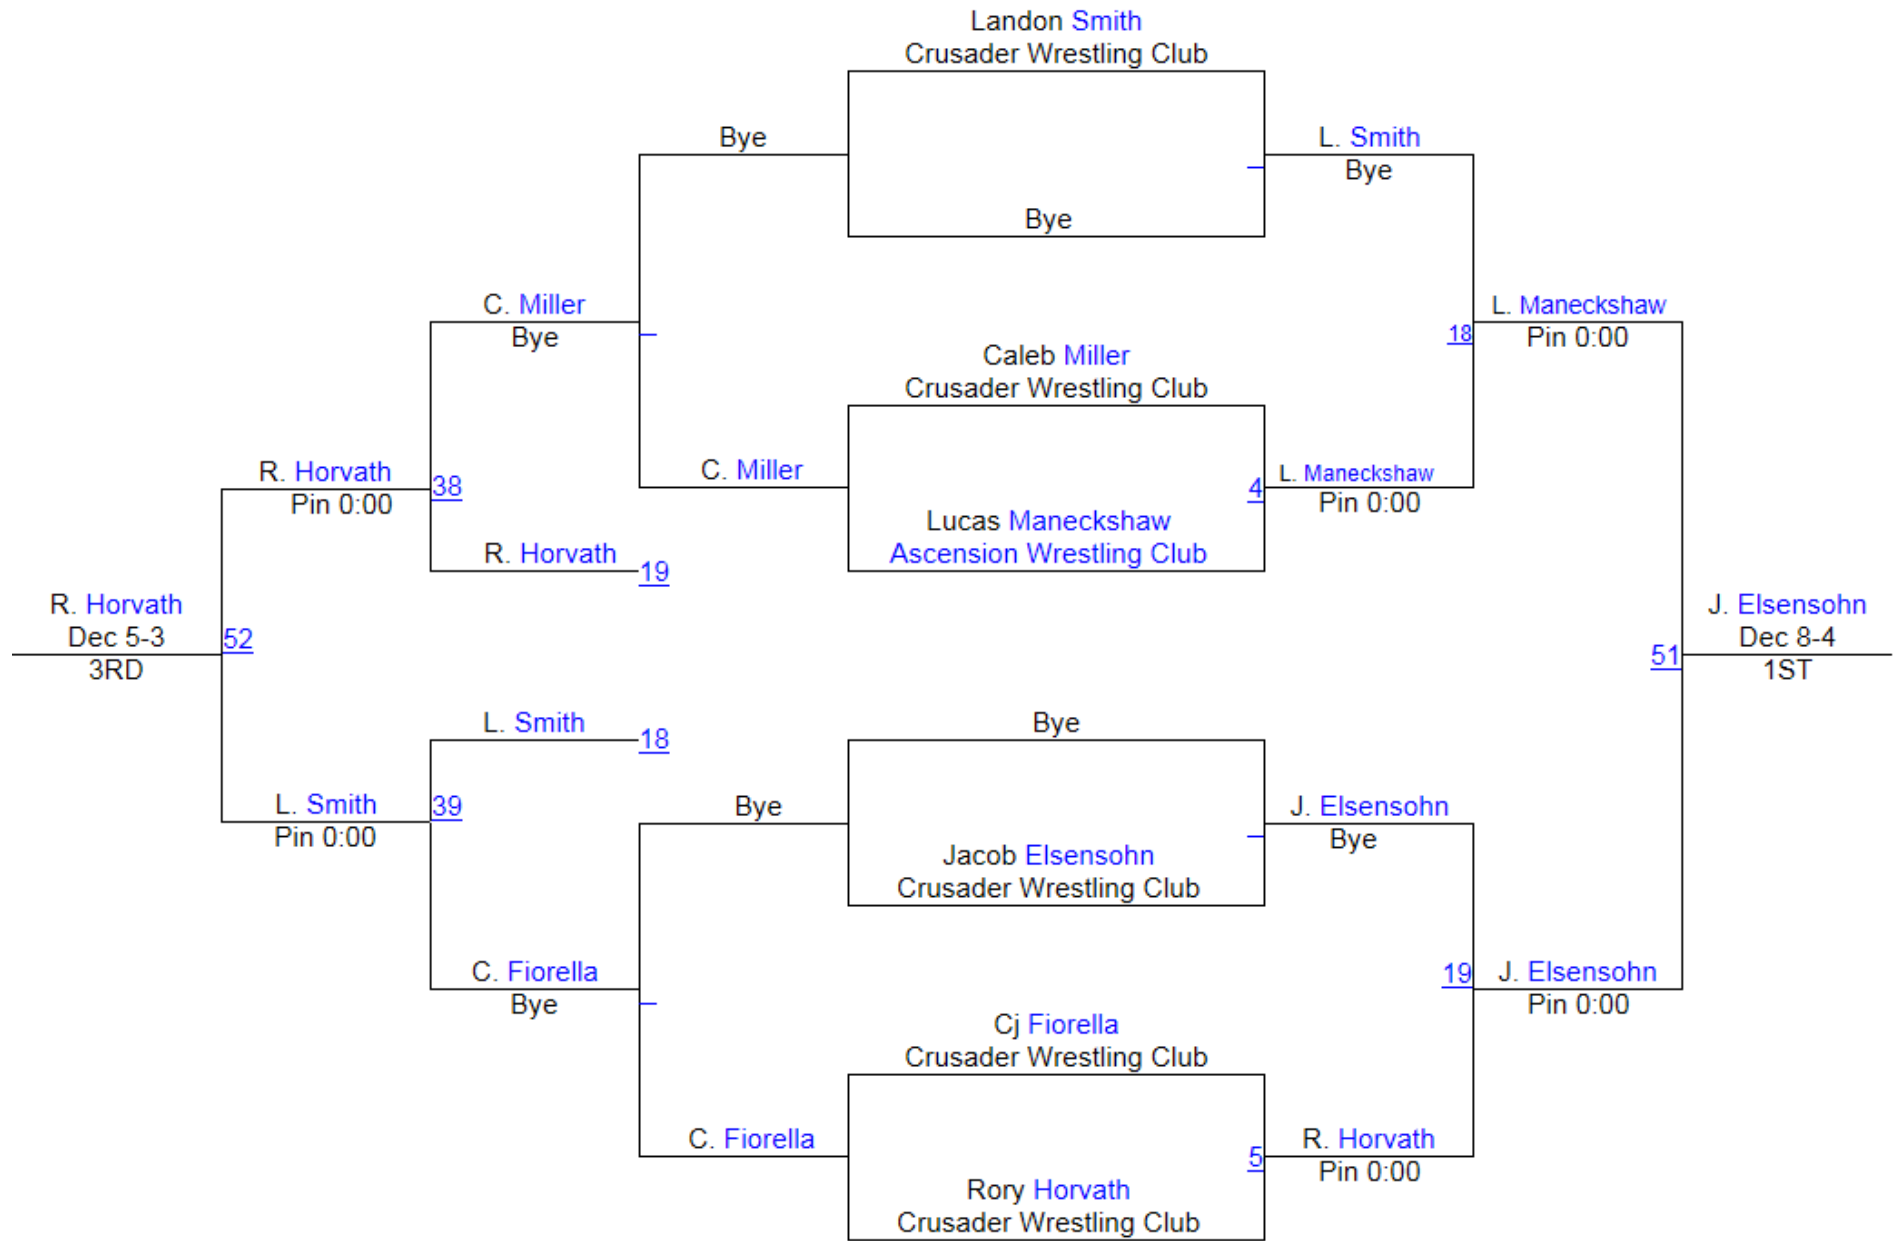 Landon Smith
Crusader Wrestling Club
Bye
L. Smith
Bye
Bye
C. Miller
Bye
L. Maneckshaw
18
Pin 0:00
Caleb Miller
Crusader Wrestling Club
C. Miller
4
L. Maneckshaw
Pin 0:00
Lucas Maneckshaw
Ascension Wrestling Club
R. Horvath
38
Pin 0:00
R. Horvath
19
R. Horvath
Dec 5-3
52
3RD
J. Elsensohn
Dec 8-4
51
1ST
L. Smith
18
Bye
L. Smith
39
Pin 0:00
Bye
J. Elsensohn
Bye
Jacob Elsensohn
Crusader Wrestling Club
C. Fiorella
Bye
19
J. Elsensohn
Pin 0:00
Cj Fiorella
Crusader Wrestling Club
C. Fiorella
5
R. Horvath
Pin 0:00
Rory Horvath
Crusader Wrestling Club